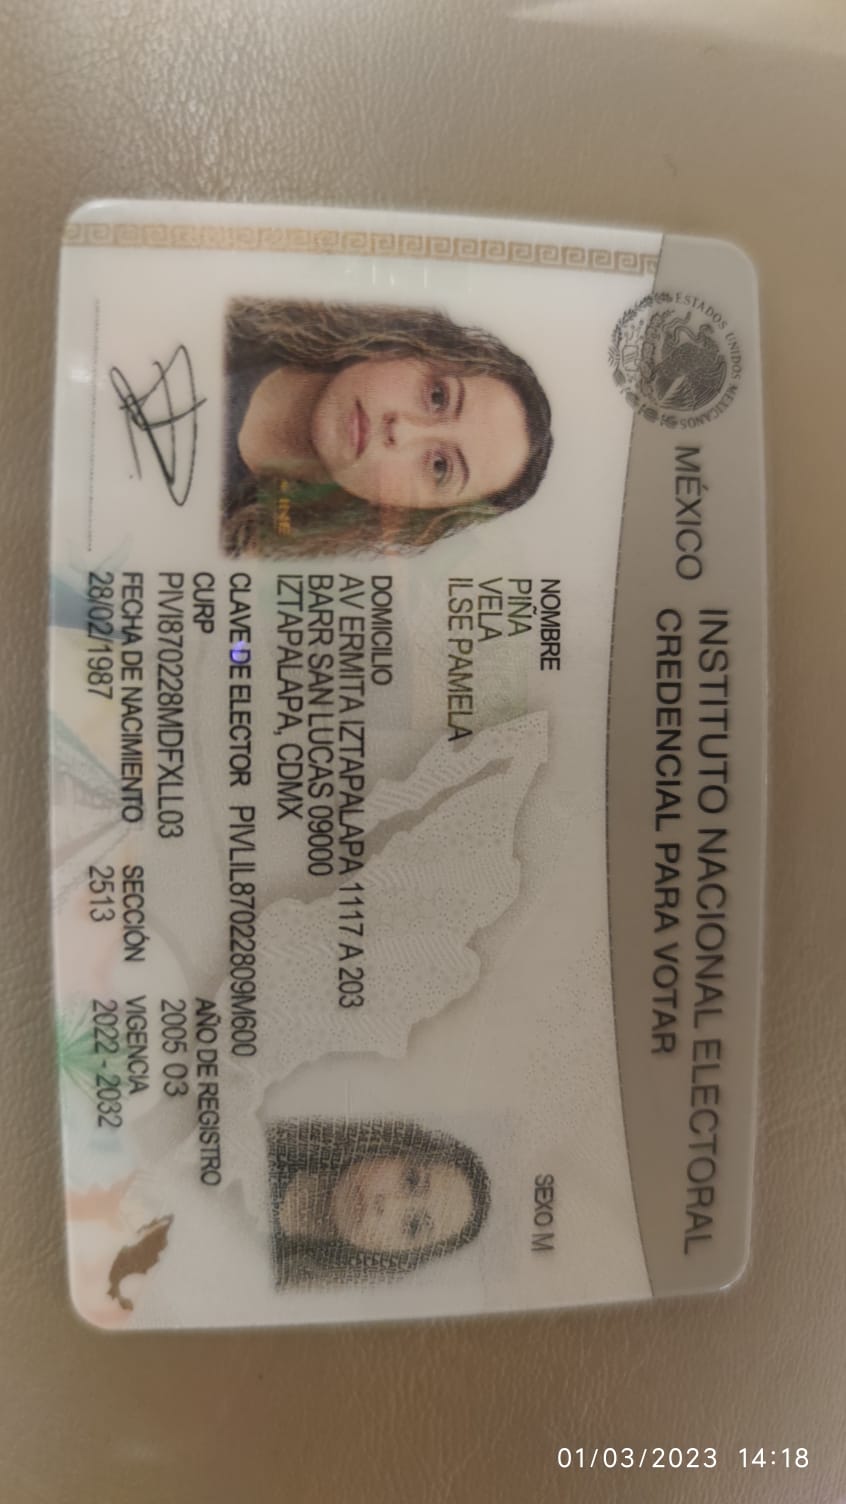 ESTADOS UNIDOS MEXICANOS
MÉXICO
INSTITUTO NACIONAL ELECTORAL
CREDENCIAL PARA VOTAR
NOMBRE
PIÑA
VELA
ILSE PAMELA
SEXO M
DOMICILIO
AV ERMITA IZTAPALAPA 1117 A 203
BARR SAN LUCAS 09000
IZTAPALAPA, CDMX
CLAVE DE ELECTOR PIVLIL87022809M600
CURP
PIVI870228MDFXLL03
AÑO DE REGISTRO
2005 03
FECHA DE NACIMIENTO
28/02/1987
SECCIÓN
2513
VIGENCIA
2022 - 2032
INE
01/03/2023 14:18